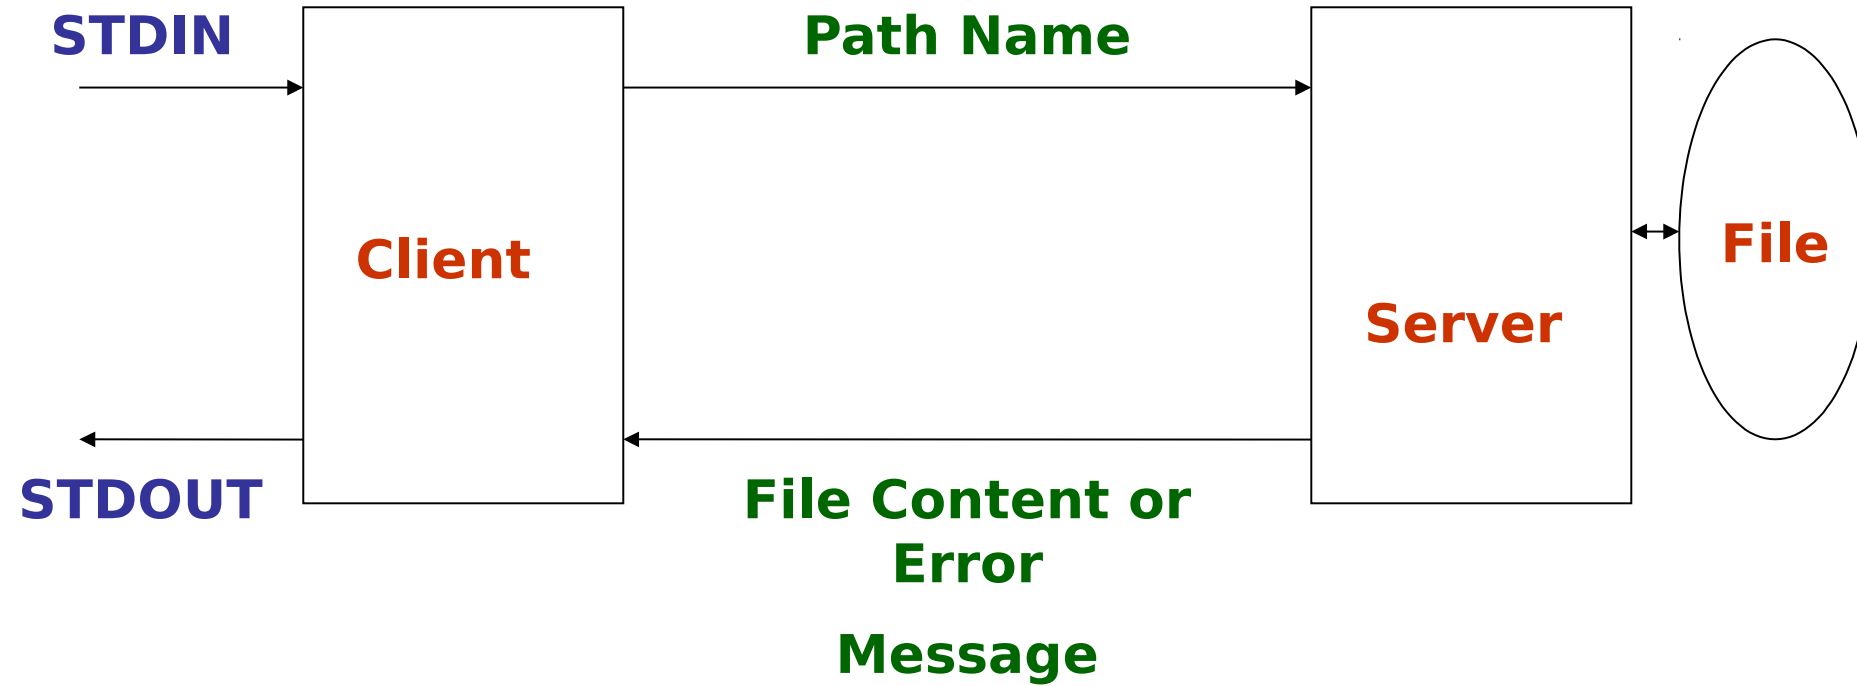 STDIN
Path Name
Client
File
Server
STDOUT
File Content or
Error
Message